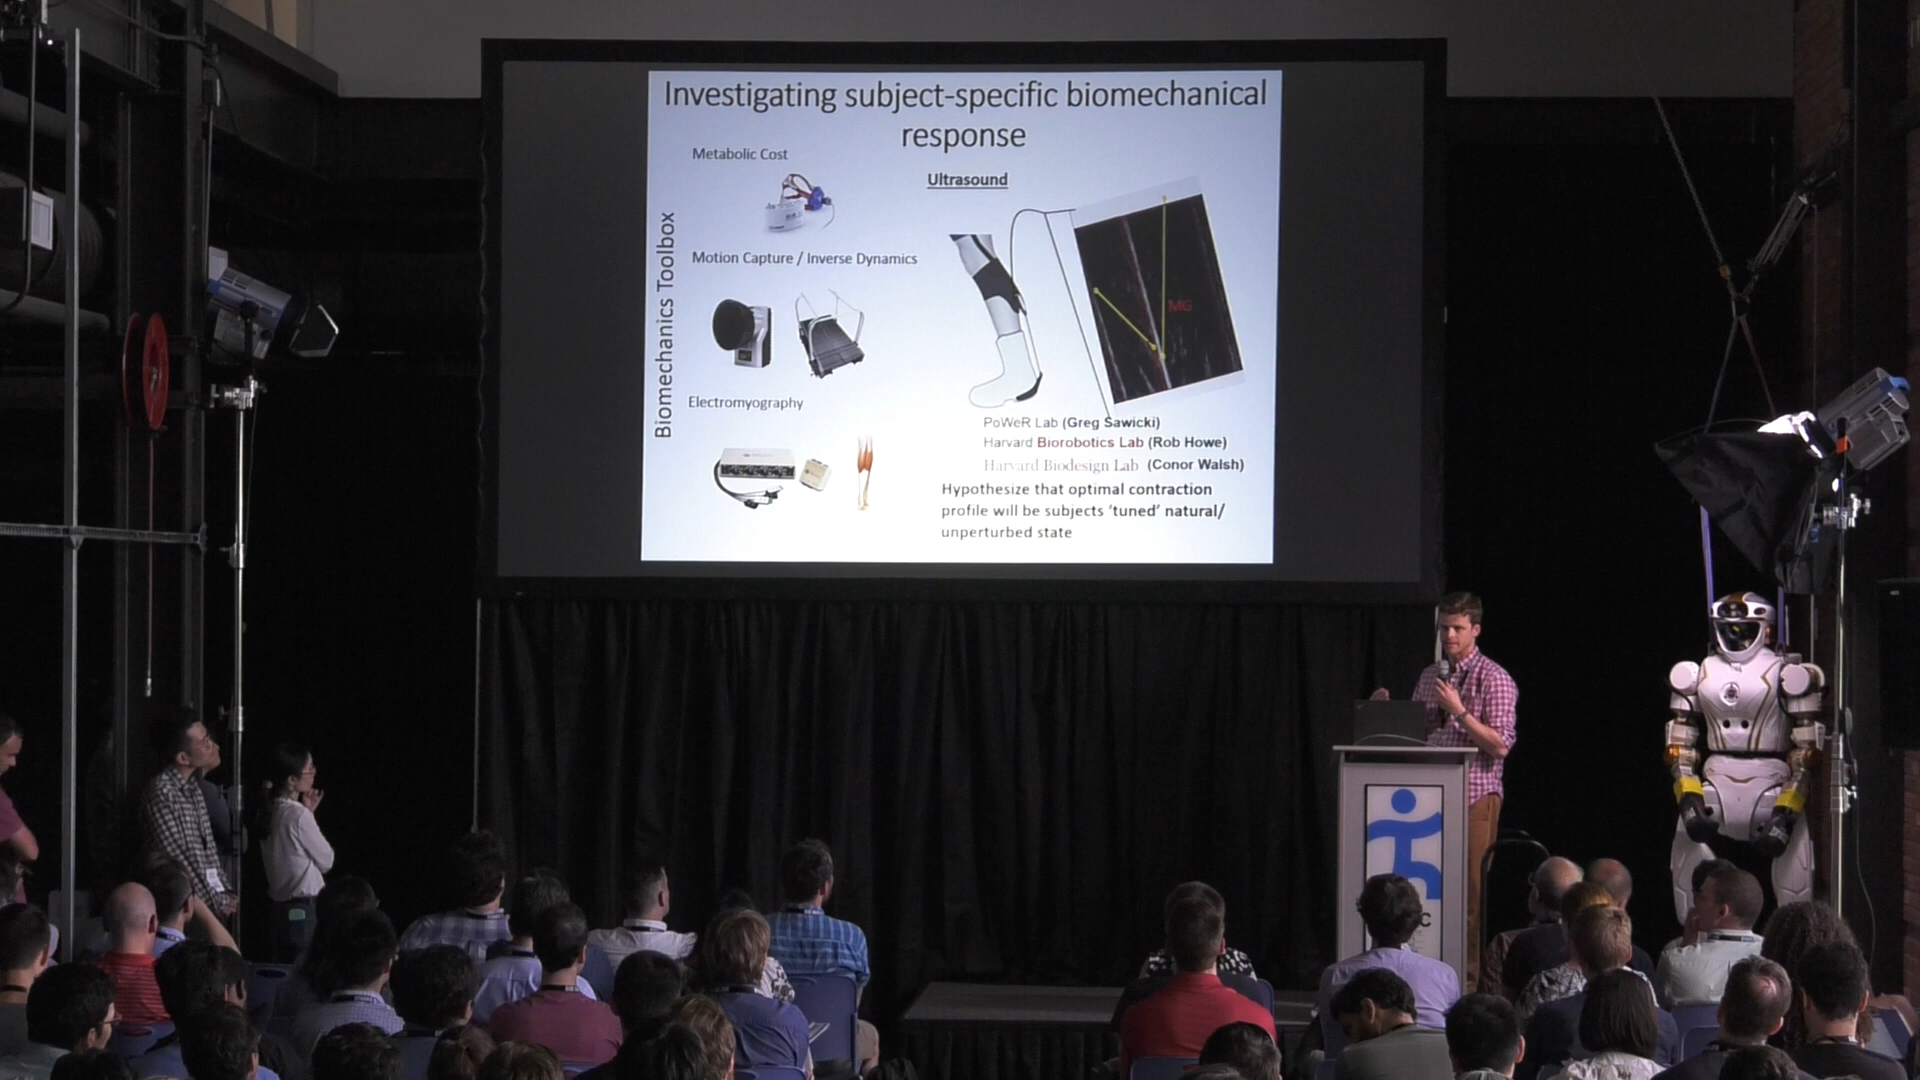 Investigating subject-specific biomechanical
response
Metabolic Cost
Ultrasound
Biomechanics Toolbox
Motion Capture / Inverse Dynamics
MG
Electromyography
PoWeR Lab (Greg Sawicki)
Harvard Biorobotics Lab (Rob Howe)
Harvard Biodesign Lab (Conor Walsh)
Hypothesize that optimal contraction
profile will be subjects ‘tuned’ natural/
unperturbed state